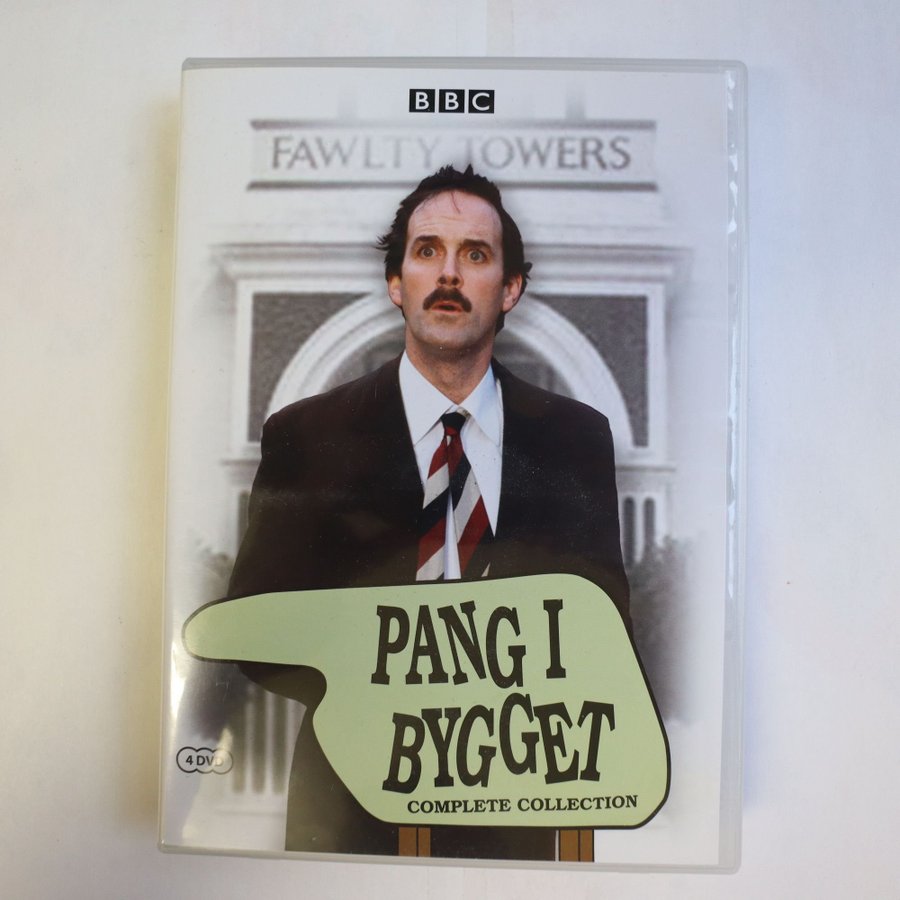 BBC
FAWLTY TOWERS
PANG I
BYGGET
COMPLETE COLLECTION
4 DVD